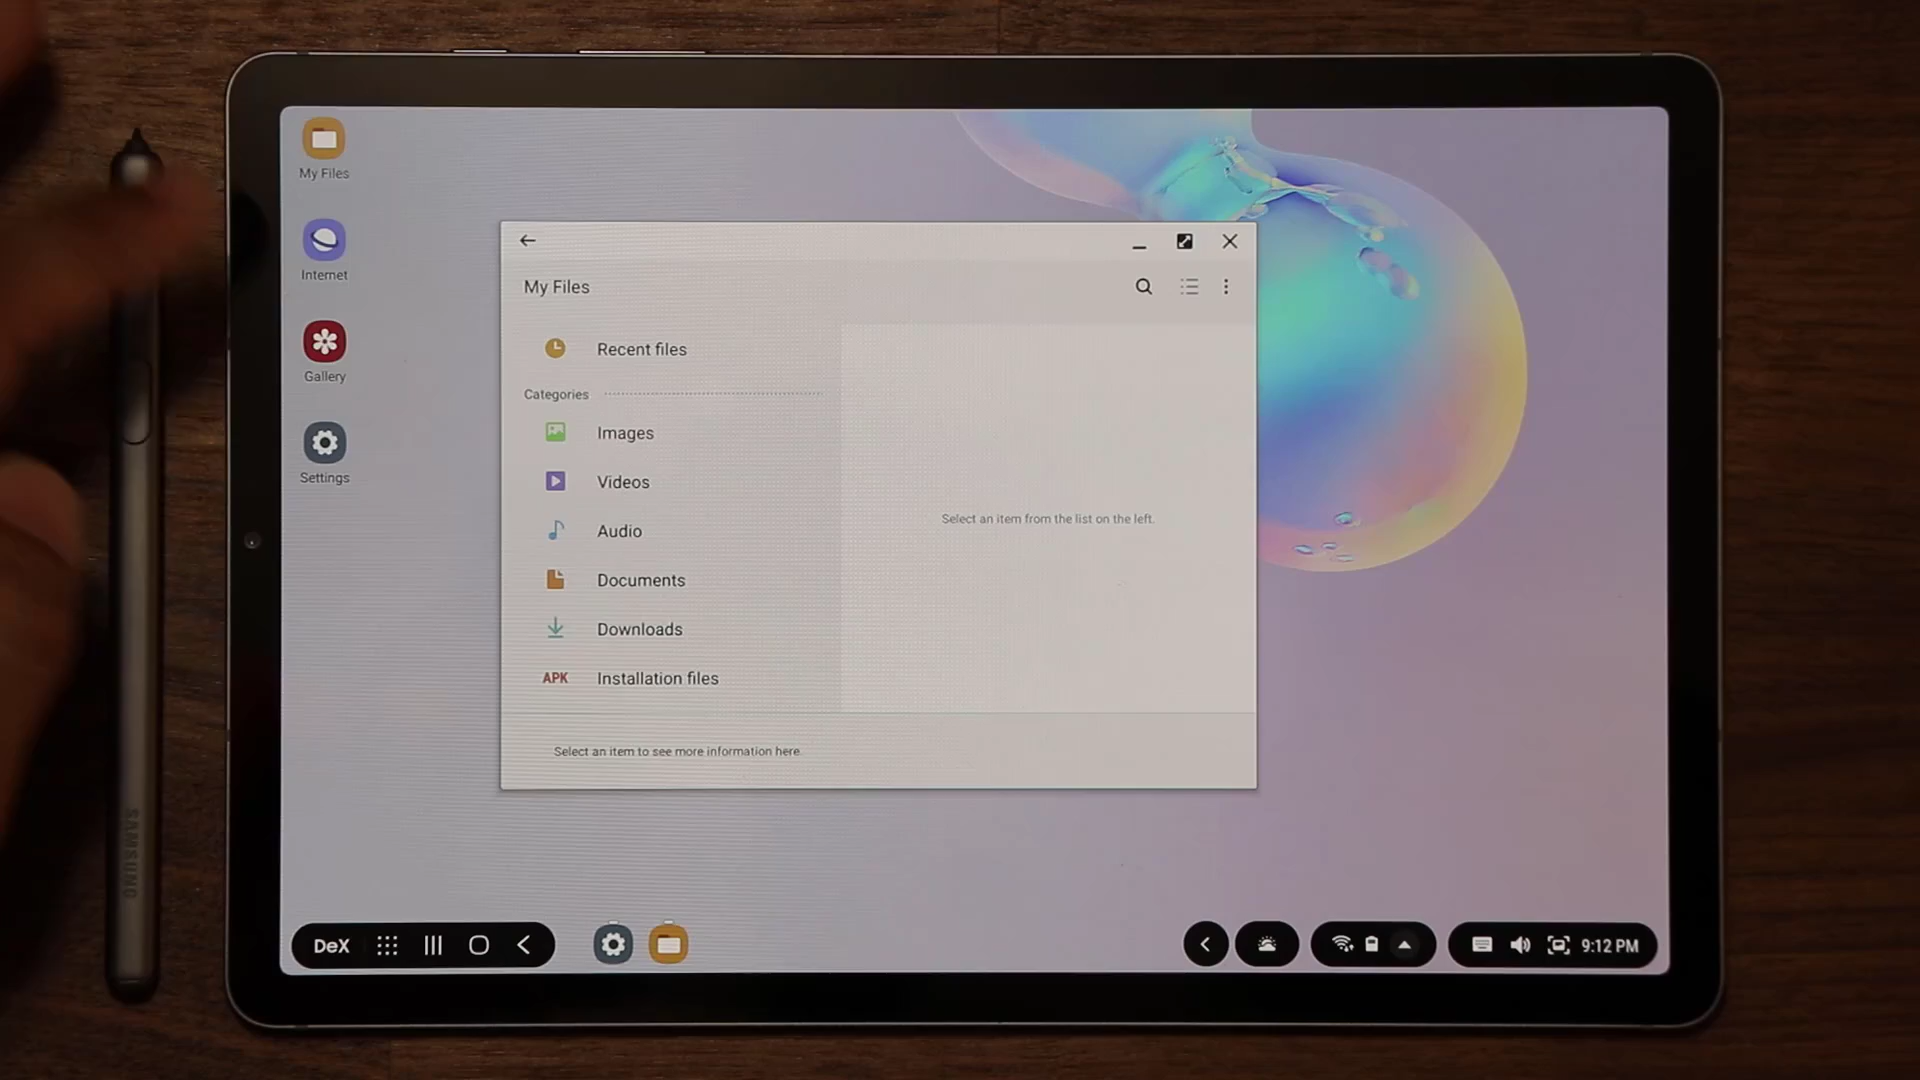 My Files
Internet
Gallery
Settings
My Files
Recent files
Categories
Images
Videos
Audio
Documents
Downloads
APK Installation files
Select an item from the list on the left.
Select an item to see more information here.
SAMSUNG
DeX
9:12 PM